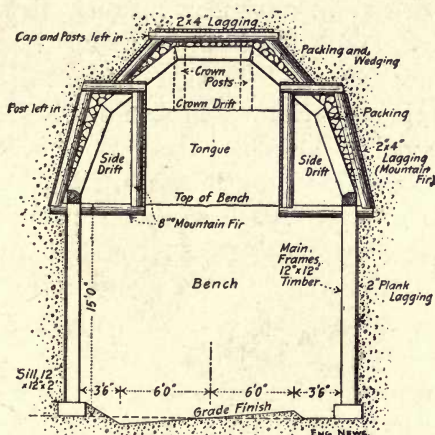 2"x4" Lagging
Cap and Posts left in
Packing and
Wedging
Crown
Posts
Post left in
Crown Drift
Packing
Side
Drift
Tongue
Side
Drift
2"x4"
Lagging
(Mountain
Fir)
Top of Bench
8" Mountain Fir
Main
Frames
12"x12"
Timber
Bench
2" Plank
Lagging
15'0"
Sill, 12"
x12"x2'
3'6"
6'0"
6'0"
3'6"
Grade Finish
ENG. NEWS